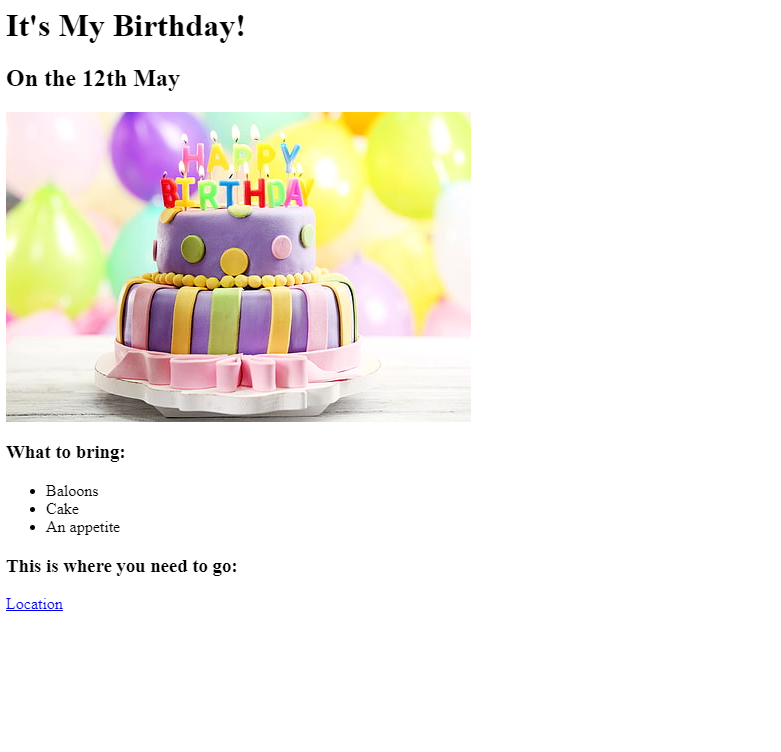 It's My Birthday!
On the 12th May
HAPPY
BIRTHDAY
What to bring:
Baloons
Cake
An appetite
This is where you need to go:
Location